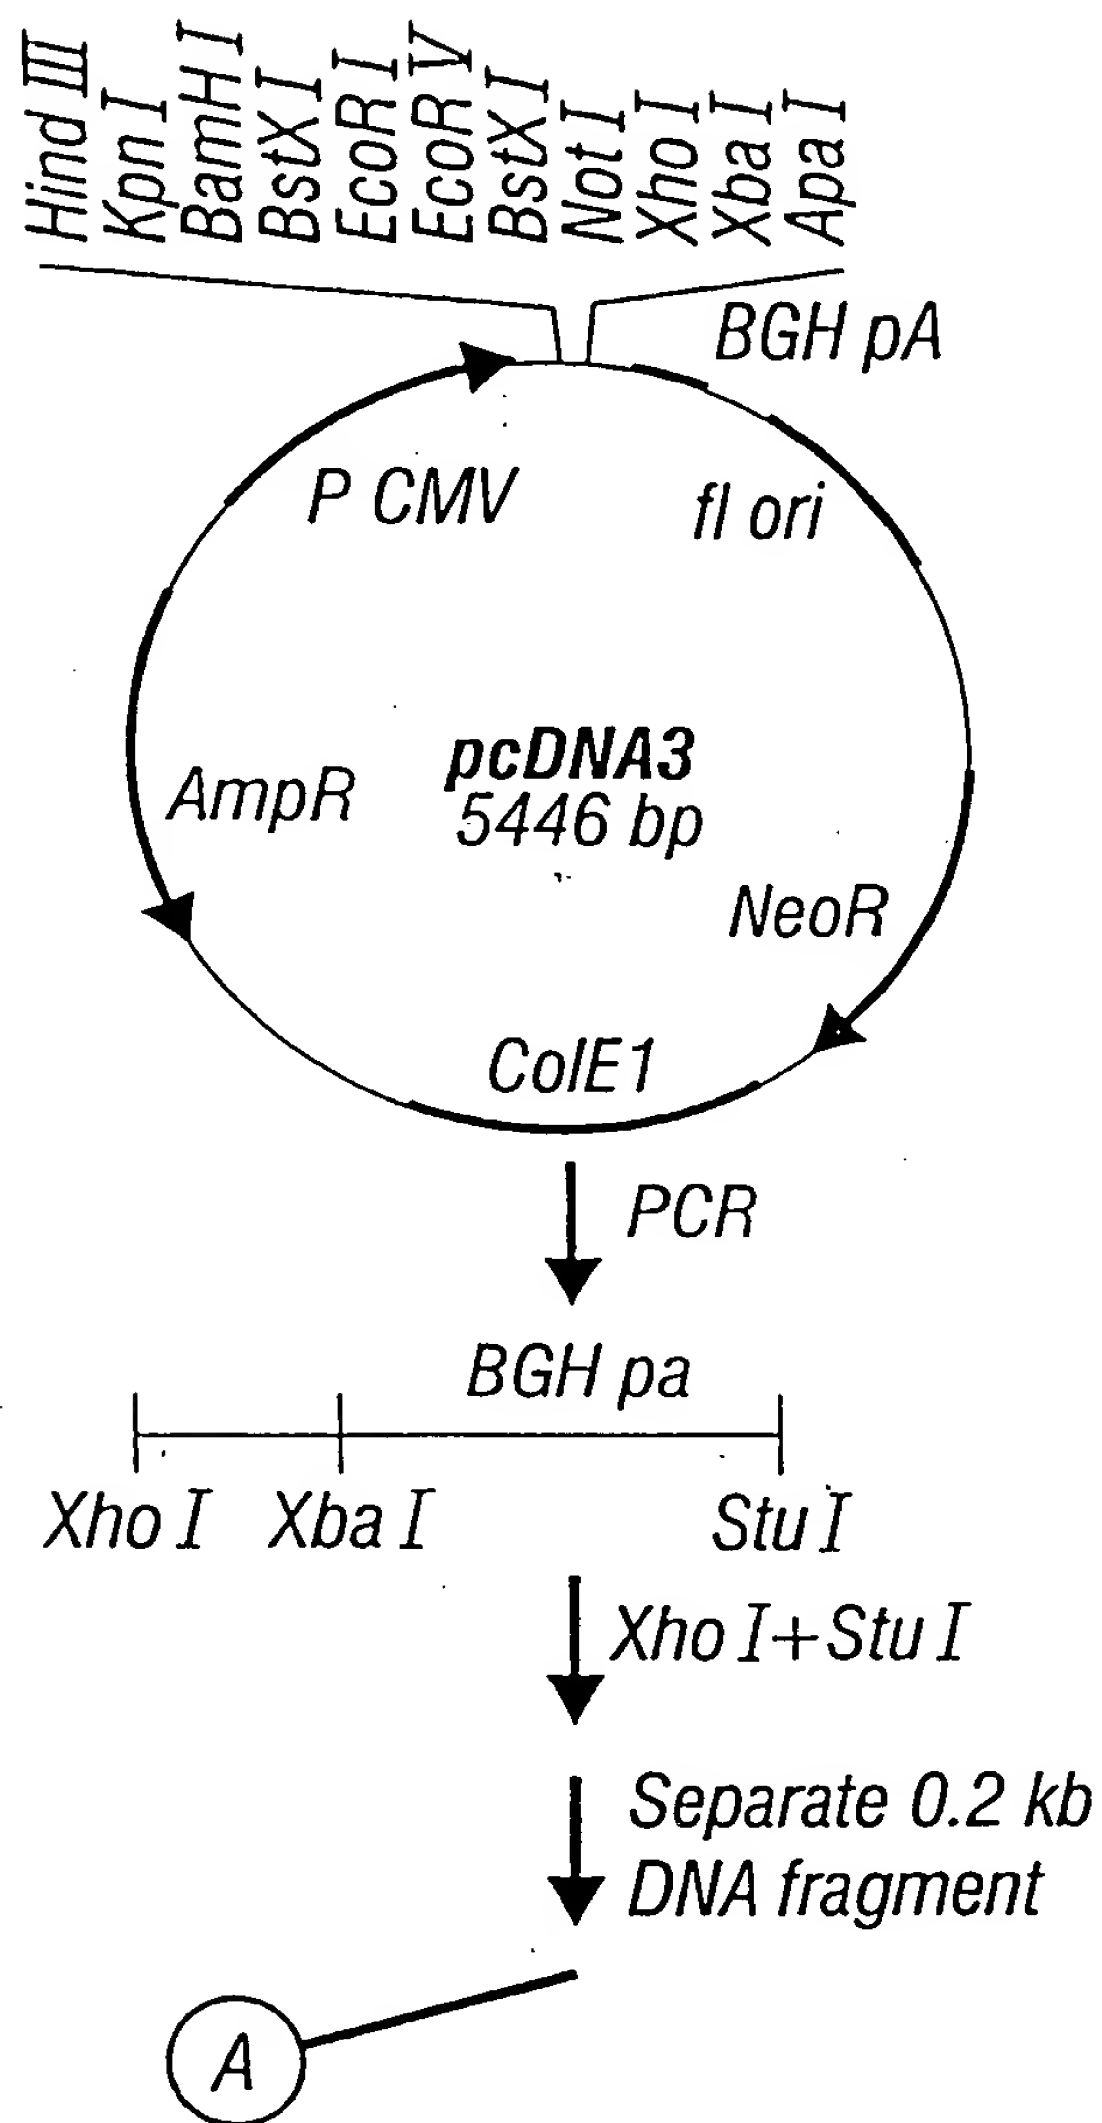 Hind III
Kpn I
BamH I
BstX I
EcoR I
EcoR V
BstX I
Not I
Xho I
Xba I
Apa I
BGH pA
P CMV
fl ori
AmpR
pcDNA3
5446 bp
NeoR
ColE1
PCR
BGH pa
Xho I
Xba I
Stu I
Xho I+Stu I
Separate 0.2 kb
DNA fragment
A